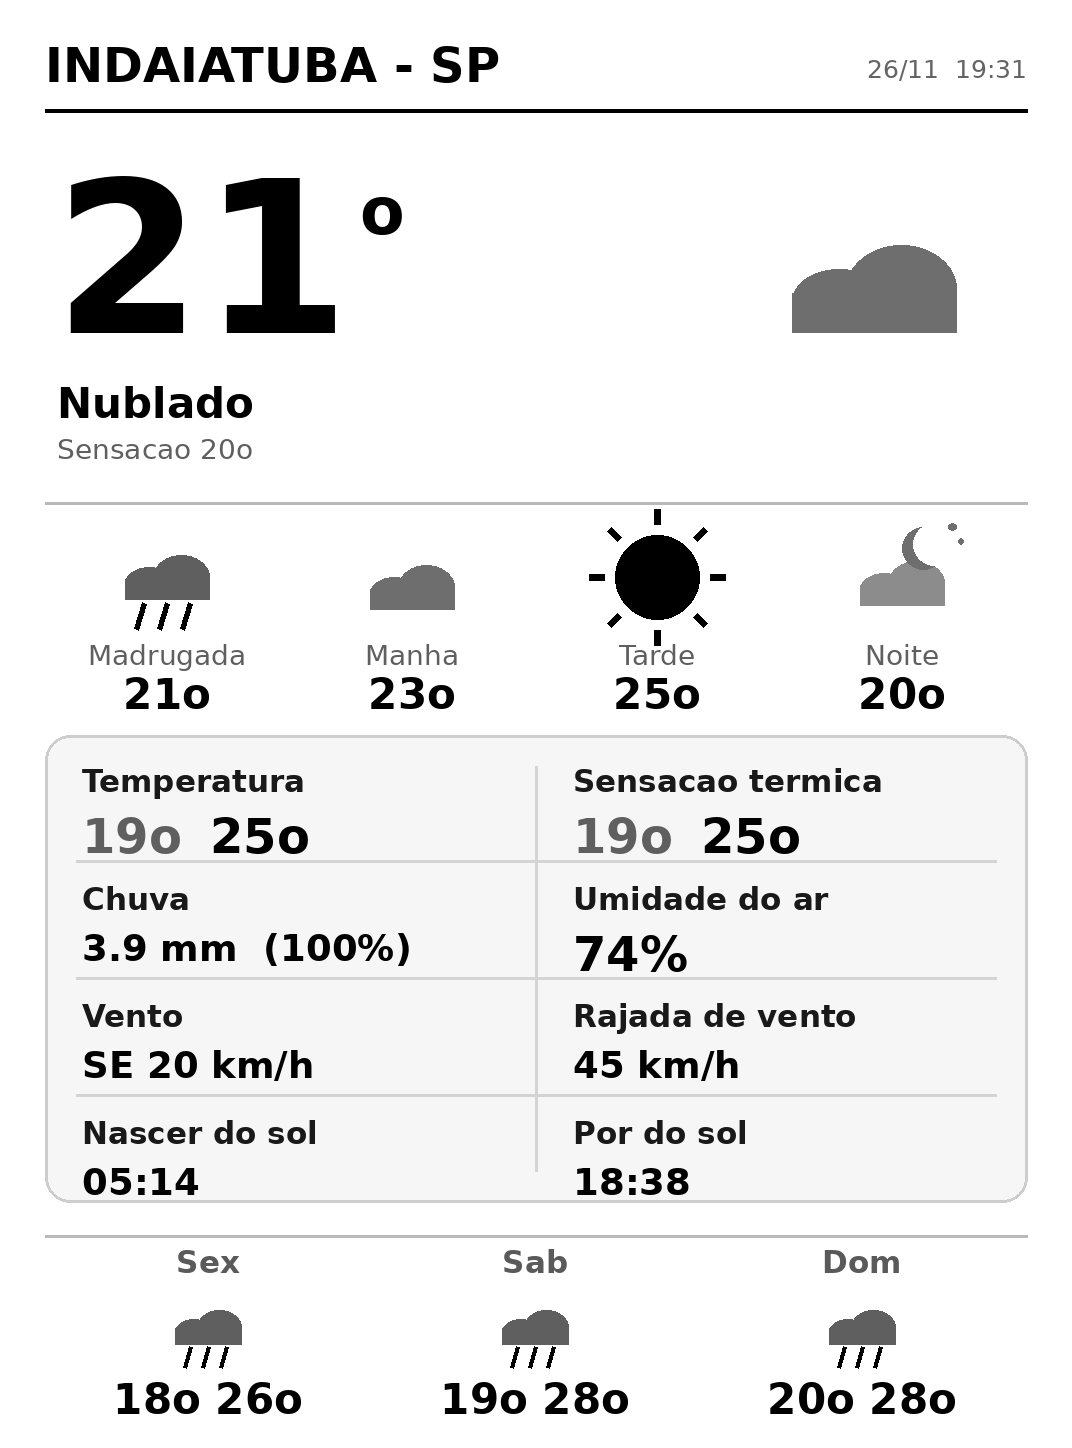 INDAIATUBA - SP 26/11 19:31
21o
Nublado
Sensacao 20o
Madrugada Manha Tarde Noite
21o 23o 25o 20o
Temperatura Sensacao termica
19o 25o 19o 25o
Chuva Umidade do ar
3.9 mm (100%) 74%
Vento Rajada de vento
SE 20 km/h 45 km/h
Nascer do sol Por do sol
05:14 18:38
Sex Sab Dom
18o 26o 19o 28o 20o 28o